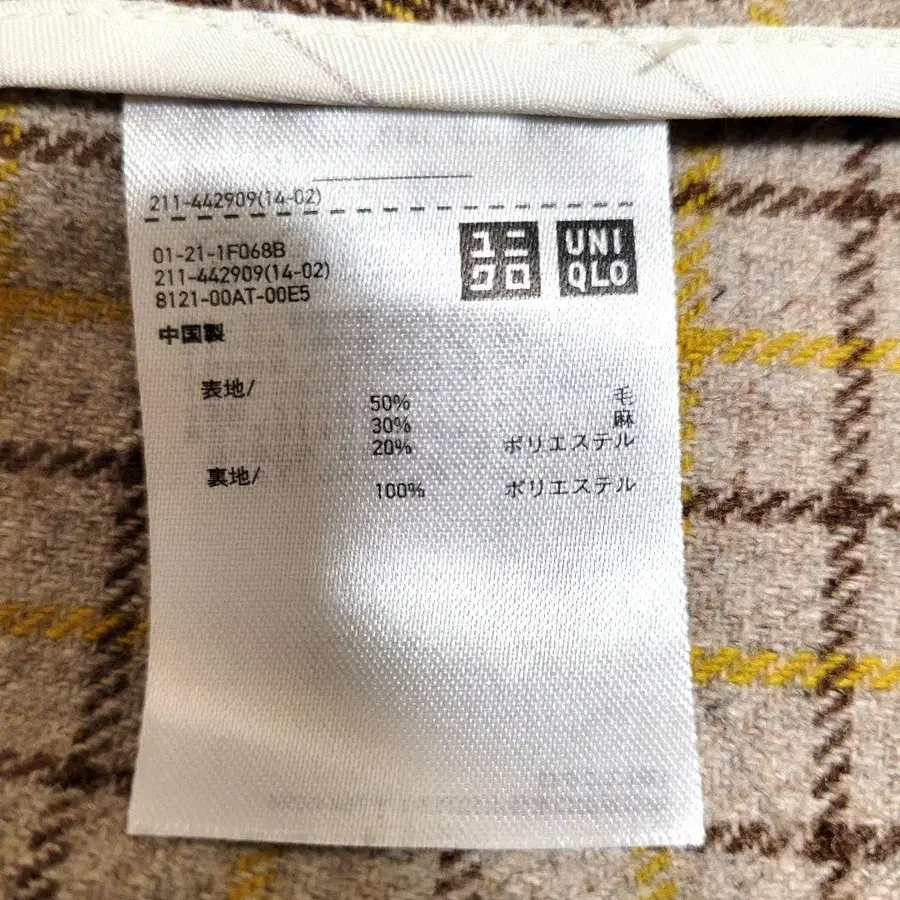 211-442909(14-02)
01-21-1F068B
211-442909(14-02)
8121-00AT-00E5
ユニ
クロ
UNI
QLO
中国製
表地/
50% 毛
30% 麻
20% ポリエステル
裏地/
100% ポリエステル